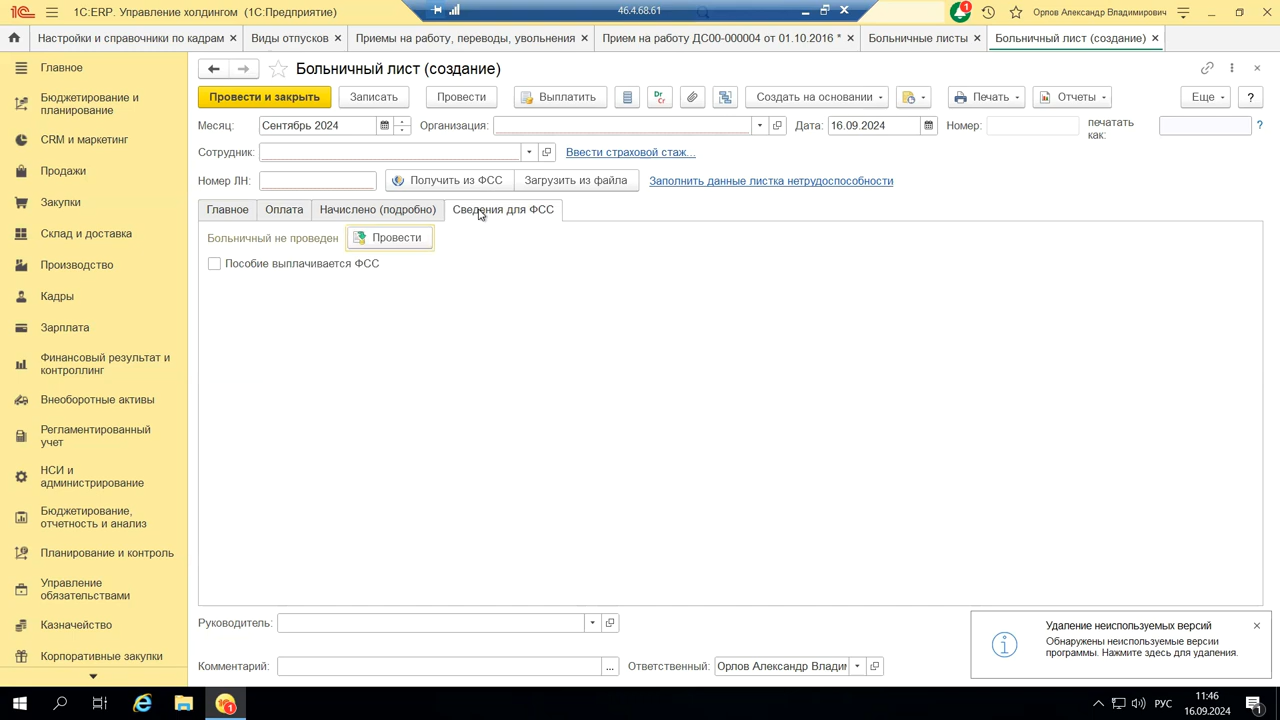 1С:ERP. Управление холдингом (1С:Предприятие)
46.4.68.61
1
Орлов Александр Владимирович
Настройки и справочники по кадрам
Виды отпусков
Приемы на работу, переводы, увольнения
Прием на работу ДС00-000004 от 01.10.2016 *
Больничные листы
Больничный лист (создание)
Главное
Бюджетирование и
планирование
CRM и маркетинг
Продажи
Закупки
Склад и доставка
Производство
Кадры
Зарплата
Финансовый результат и
контроллинг
Внеоборотные активы
Регламентированный
учет
НСИ и
администрирование
Бюджетирование,
отчетность и анализ
Планирование и контроль
Управление
обязательствами
Казначейство
Корпоративные закупки
Больничный лист (создание)
Провести и закрыть
Записать
Провести
Выплатить
Дт
Кт
Создать на основании
Печать
Отчеты
Еще
?
Месяц:
Сентябрь 2024
Организация:
Дата:
16.09.2024
Номер:
печатать
как:
?
Сотрудник:
Ввести страховой стаж...
Номер ЛН:
Получить из ФСС
Загрузить из файла
Заполнить данные листка нетрудоспособности
Главное
Оплата
Начислено (подробно)
Сведения для ФСС
Больничный не проведен
Провести
Пособие выплачивается ФСС
Руководитель:
Комментарий:
...
Ответственный:
Орлов Александр Владим
Удаление неиспользуемых версий
Обнаружены неиспользуемые версии
программы. Нажмите здесь для удаления.
1
РУС
11:46
16.09.2024
1